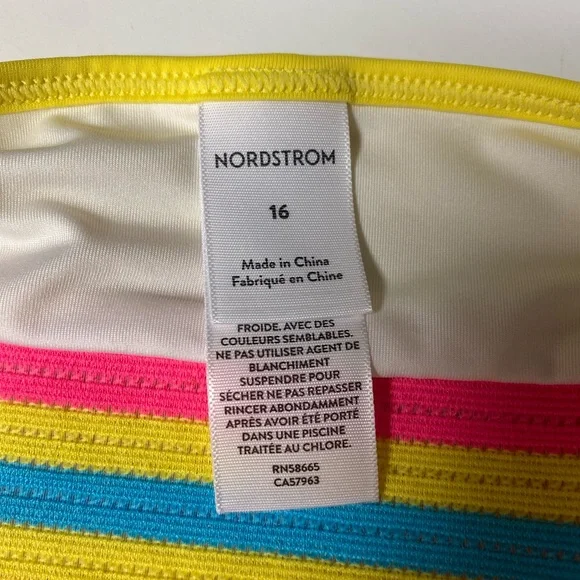 NORDSTROM
16
Made in China
Fabriqué en Chine
FROIDE. AVEC DES
COULEURS SEMBLABLES.
NE PAS UTILISER AGENT DE
BLANCHIMENT
SUSPENDRE POUR
SÉCHER NE PAS REPASSER
RINCER ABONDAMMENT
APRÈS AVOIR ÉTÉ PORTÉ
DANS UNE PISCINE
TRAITÉE AU CHLORE.
RN58665
CA57963